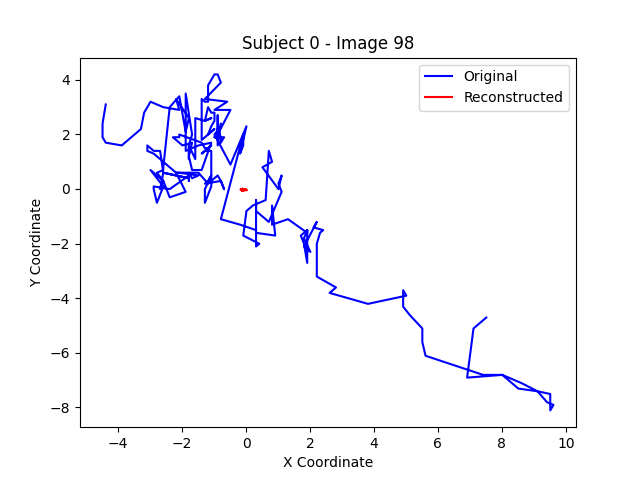 Subject 0 - Image 98
Original
Reconstructed
4
2
0
−2
−4
−6
−8
Y Coordinate
−4 −2 0 2 4 6 8 10
X Coordinate